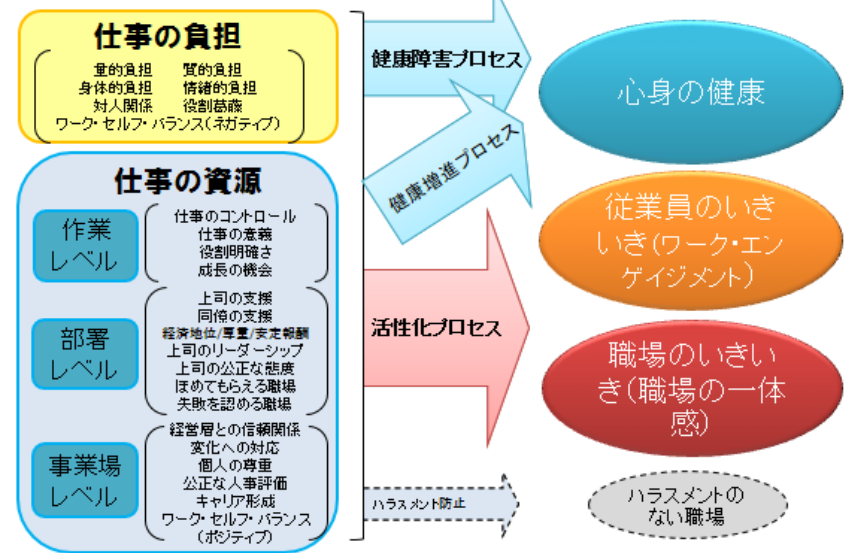 仕事の負担
量的負担 質的負担
身体的負担 情緒的負担
対人関係 役割葛藤
ワーク・セルフ・バランス(ネガティブ)
仕事の資源
作業
レベル
仕事のコントロール
仕事の意義
役割明確さ
成長の機会
部署
レベル
上司の支援
同僚の支援
経済地位/尊重/安定報酬
上司のリーダーシップ
上司の公正な態度
ほめてもらえる職場
失敗を認める職場
事業場
レベル
経営層との信頼関係
変化への対応
個人の尊重
公正な人事評価
キャリア形成
ワーク・セルフ・バランス
(ポジティブ)
健康障害プロセス
健康増進プロセス
活性化プロセス
ハラスメント防止
心身の健康
従業員のいき
いき(ワーク・エン
ゲイジメント)
職場のいきい
き(職場の一体
感)
ハラスメントの
ない職場